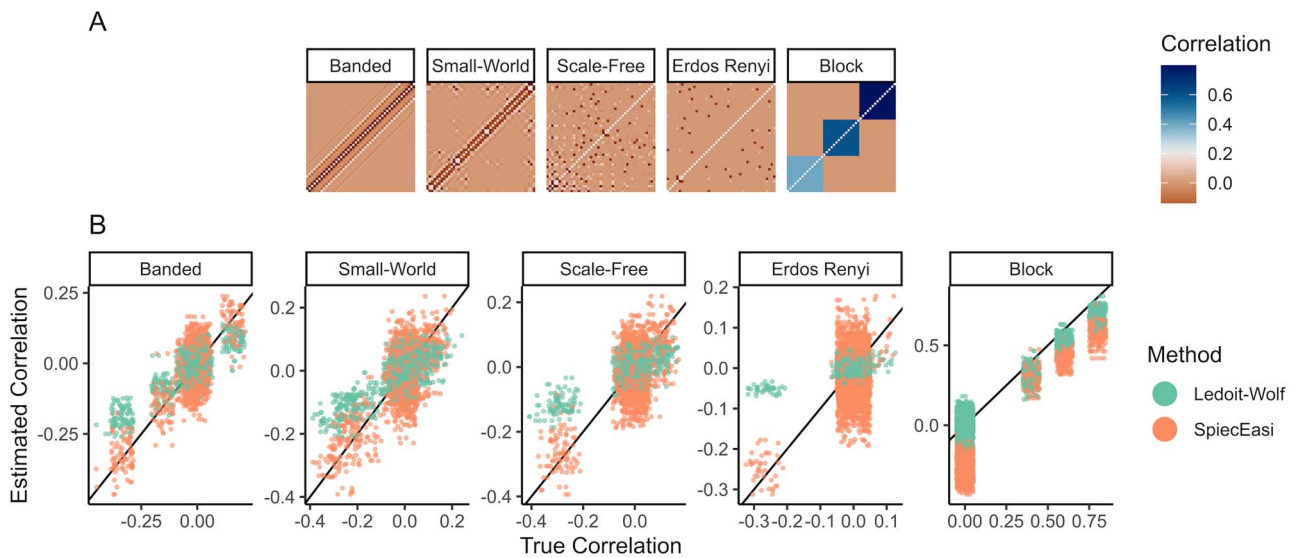 A
Banded Small-World Scale-Free Erdos Renyi Block
Correlation
0.6
0.4
0.2
0.0
B
Banded Small-World Scale-Free Erdos Renyi Block
Estimated Correlation
0.25
0.00
-0.25
-0.25 0.00
0.2
0.0
-0.2
-0.4
-0.4 -0.2 0.0 0.2
0.2
0.0
-0.2
-0.4
-0.4 -0.2 0.0
0.2
0.1
0.0
-0.1
-0.2
-0.3
-0.3 -0.2 -0.1 0.0 0.1
0.5
0.0
0.00 0.25 0.50 0.75
True Correlation
Method
Ledoit-Wolf
SpiecEasi